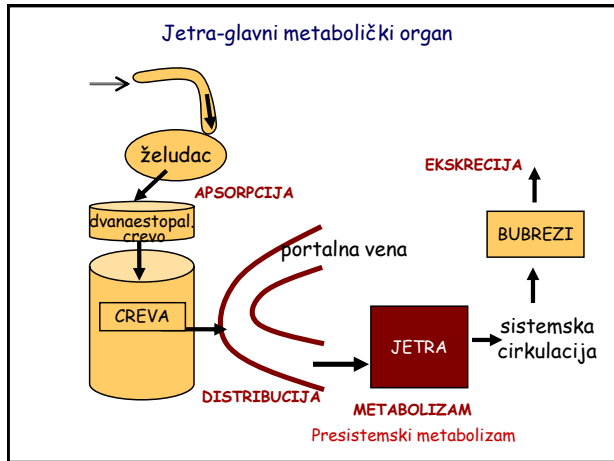 Jetra-glavni metabolički organ
želudac
APSORPCIJA
dvanaestopal.
crevo
CREVA
portalna vena
DISTRIBUCIJA
JETRA
METABOLIZAM
Presistemski metabolizam
sistemska
cirkulacija
BUBREZI
EKSKRECIJA